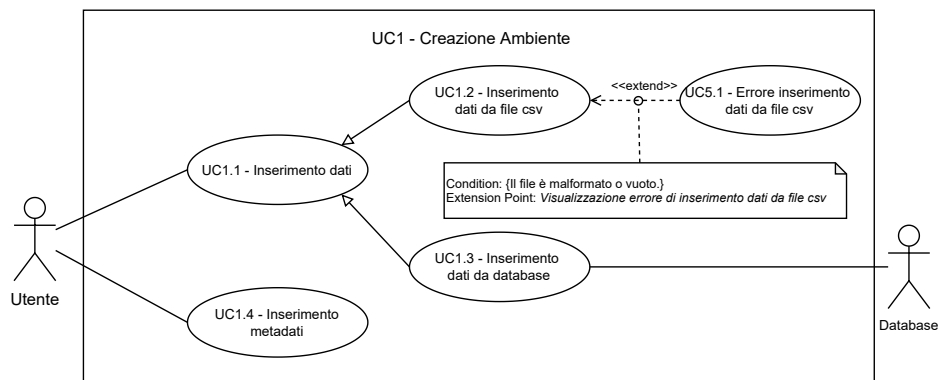 UC1 - Creazione Ambiente
UC1.2 - Inserimento
dati da file csv
<<extend>>
UC5.1 - Errore inserimento
dati da file csv
UC1.1 - Inserimento dati
Condition: {Il file è malformato o vuoto.}
Extension Point: Visualizzazione errore di inserimento dati da file csv
UC1.3 - Inserimento
dati da database
Utente
UC1.4 - Inserimento
metadati
Database